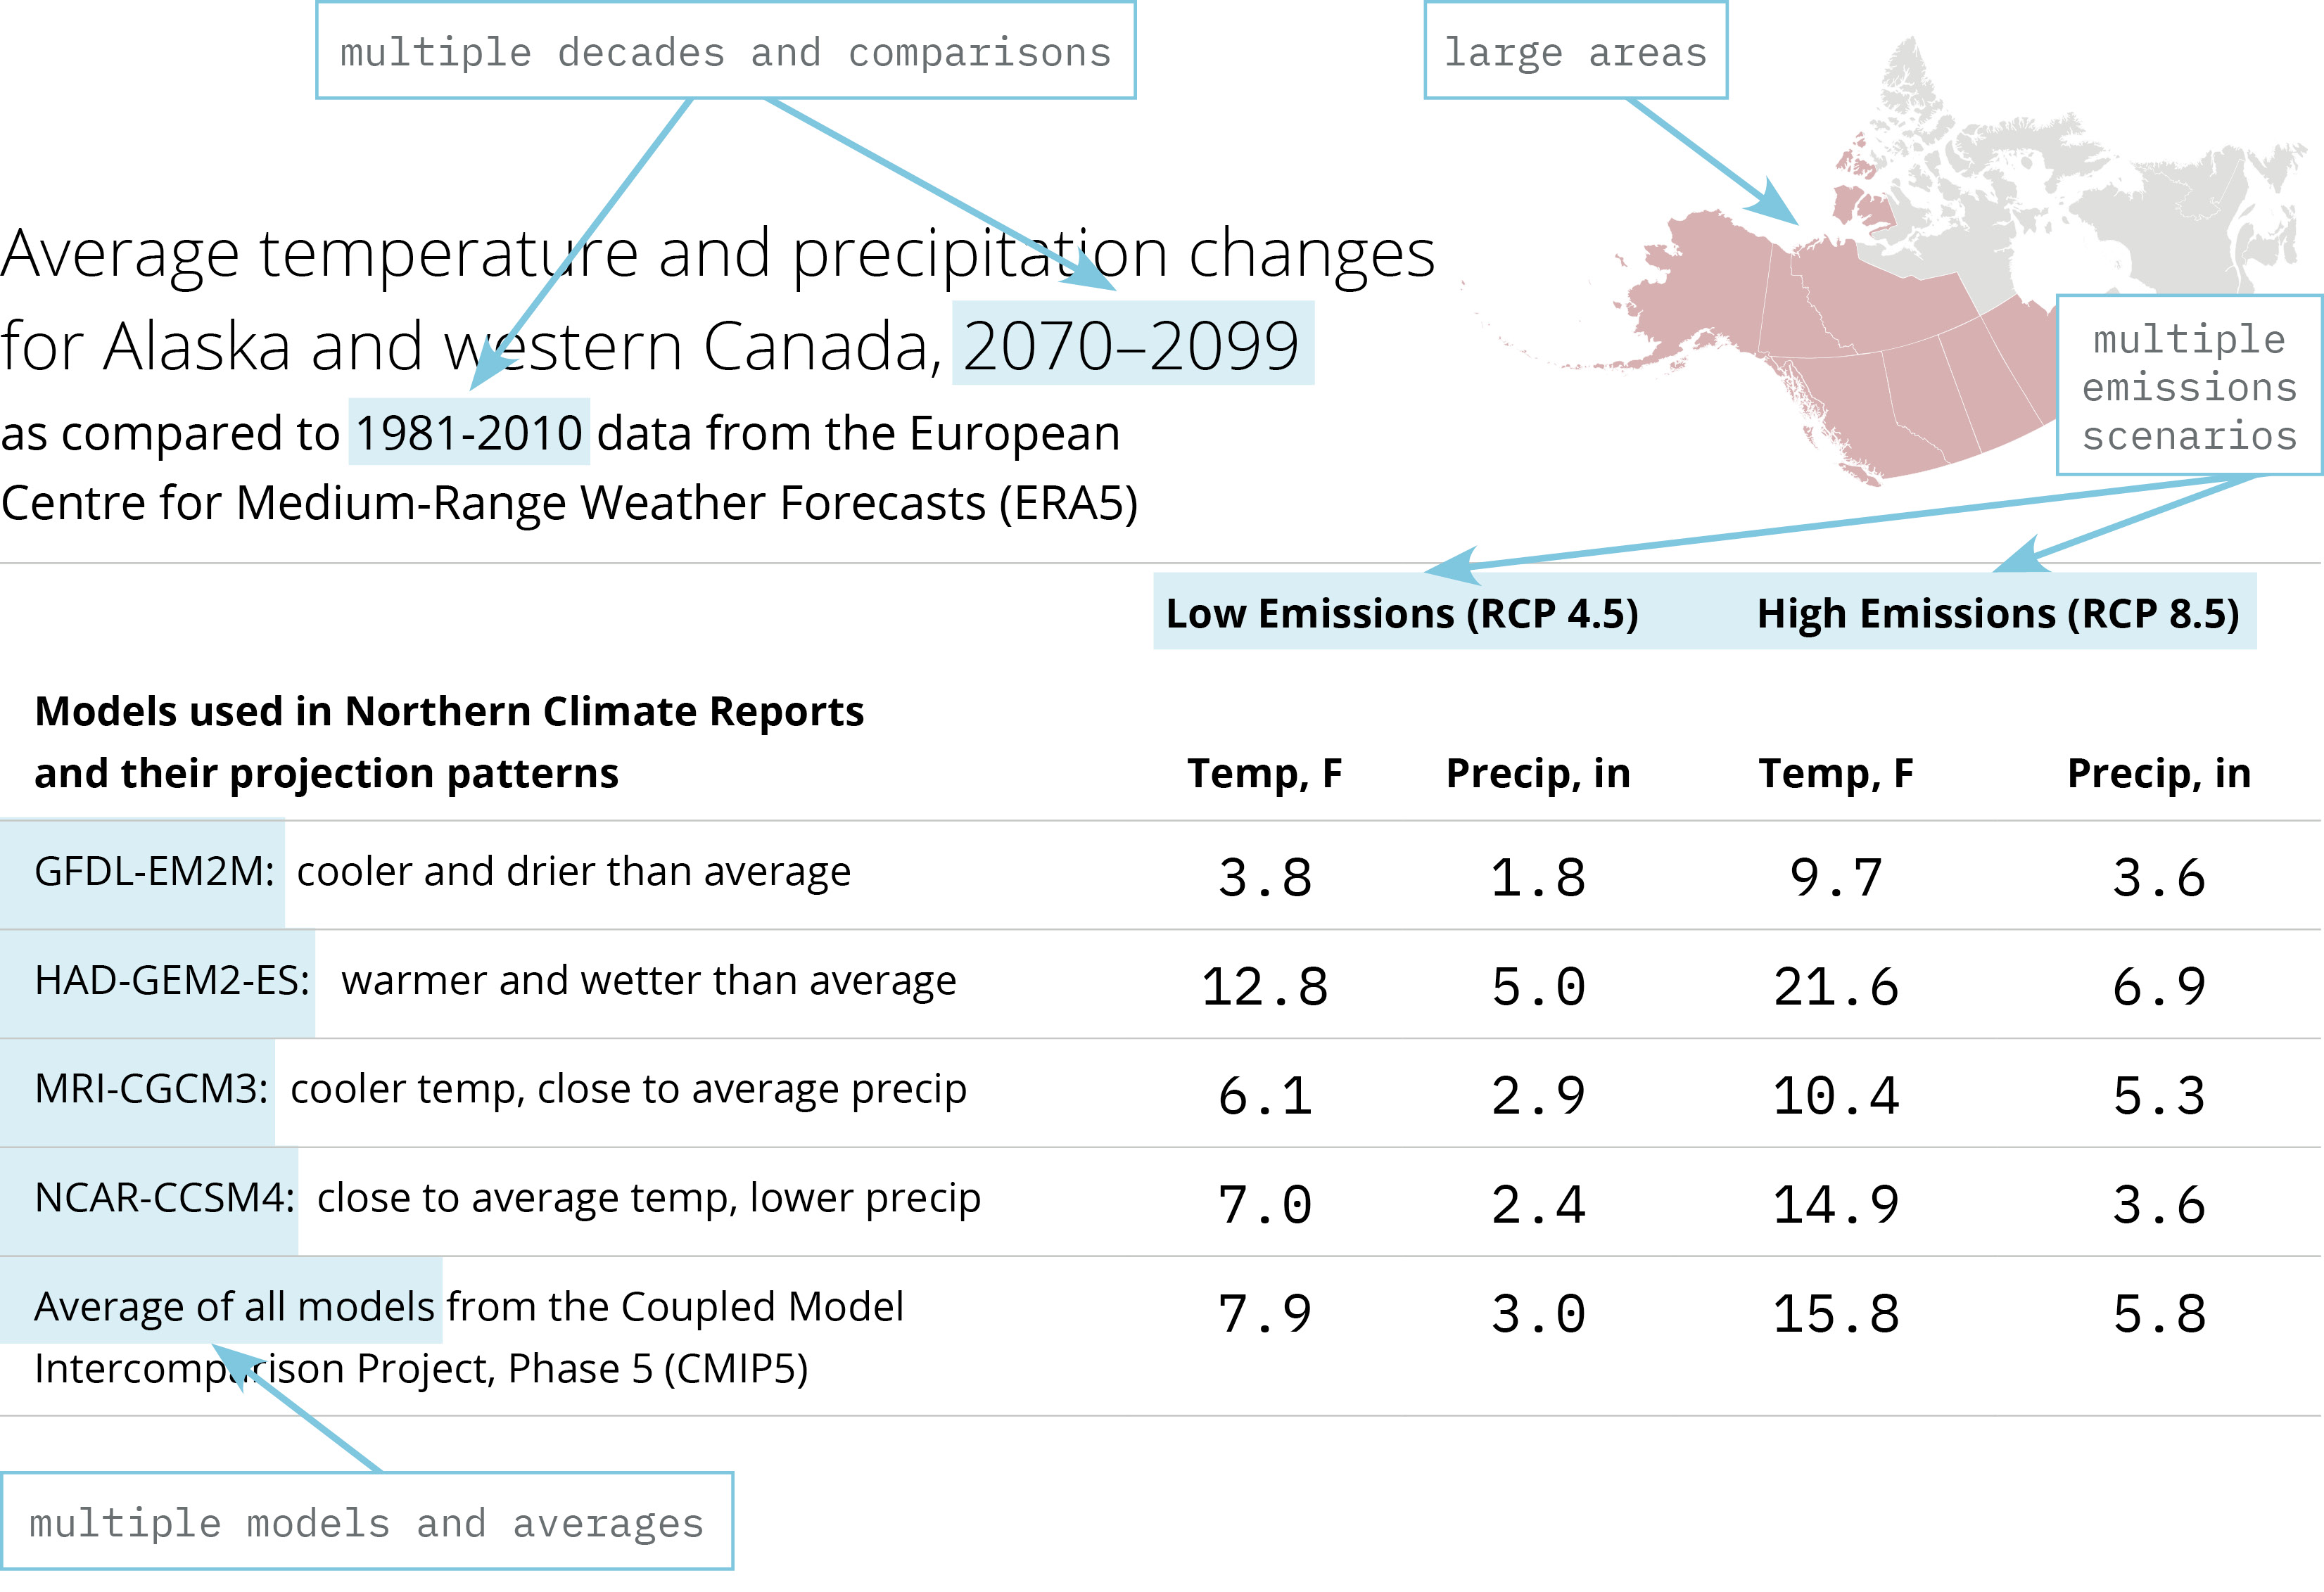 multiple decades and comparisons
large areas
Average temperature and precipitation changes
for Alaska and western Canada, 2070–2099
as compared to 1981-2010 data from the European
Centre for Medium-Range Weather Forecasts (ERA5)
multiple
emissions
scenarios
Low Emissions (RCP 4.5) High Emissions (RCP 8.5)
Models used in Northern Climate Reports
and their projection patterns Temp, F Precip, in Temp, F Precip, in
GFDL-EM2M: cooler and drier than average 3.8 1.8 9.7 3.6
HAD-GEM2-ES: warmer and wetter than average 12.8 5.0 21.6 6.9
MRI-CGCM3: cooler temp, close to average precip 6.1 2.9 10.4 5.3
NCAR-CCSM4: close to average temp, lower precip 7.0 2.4 14.9 3.6
Average of all models from the Coupled Model 7.9 3.0 15.8 5.8
Intercomparison Project, Phase 5 (CMIP5)
multiple models and averages